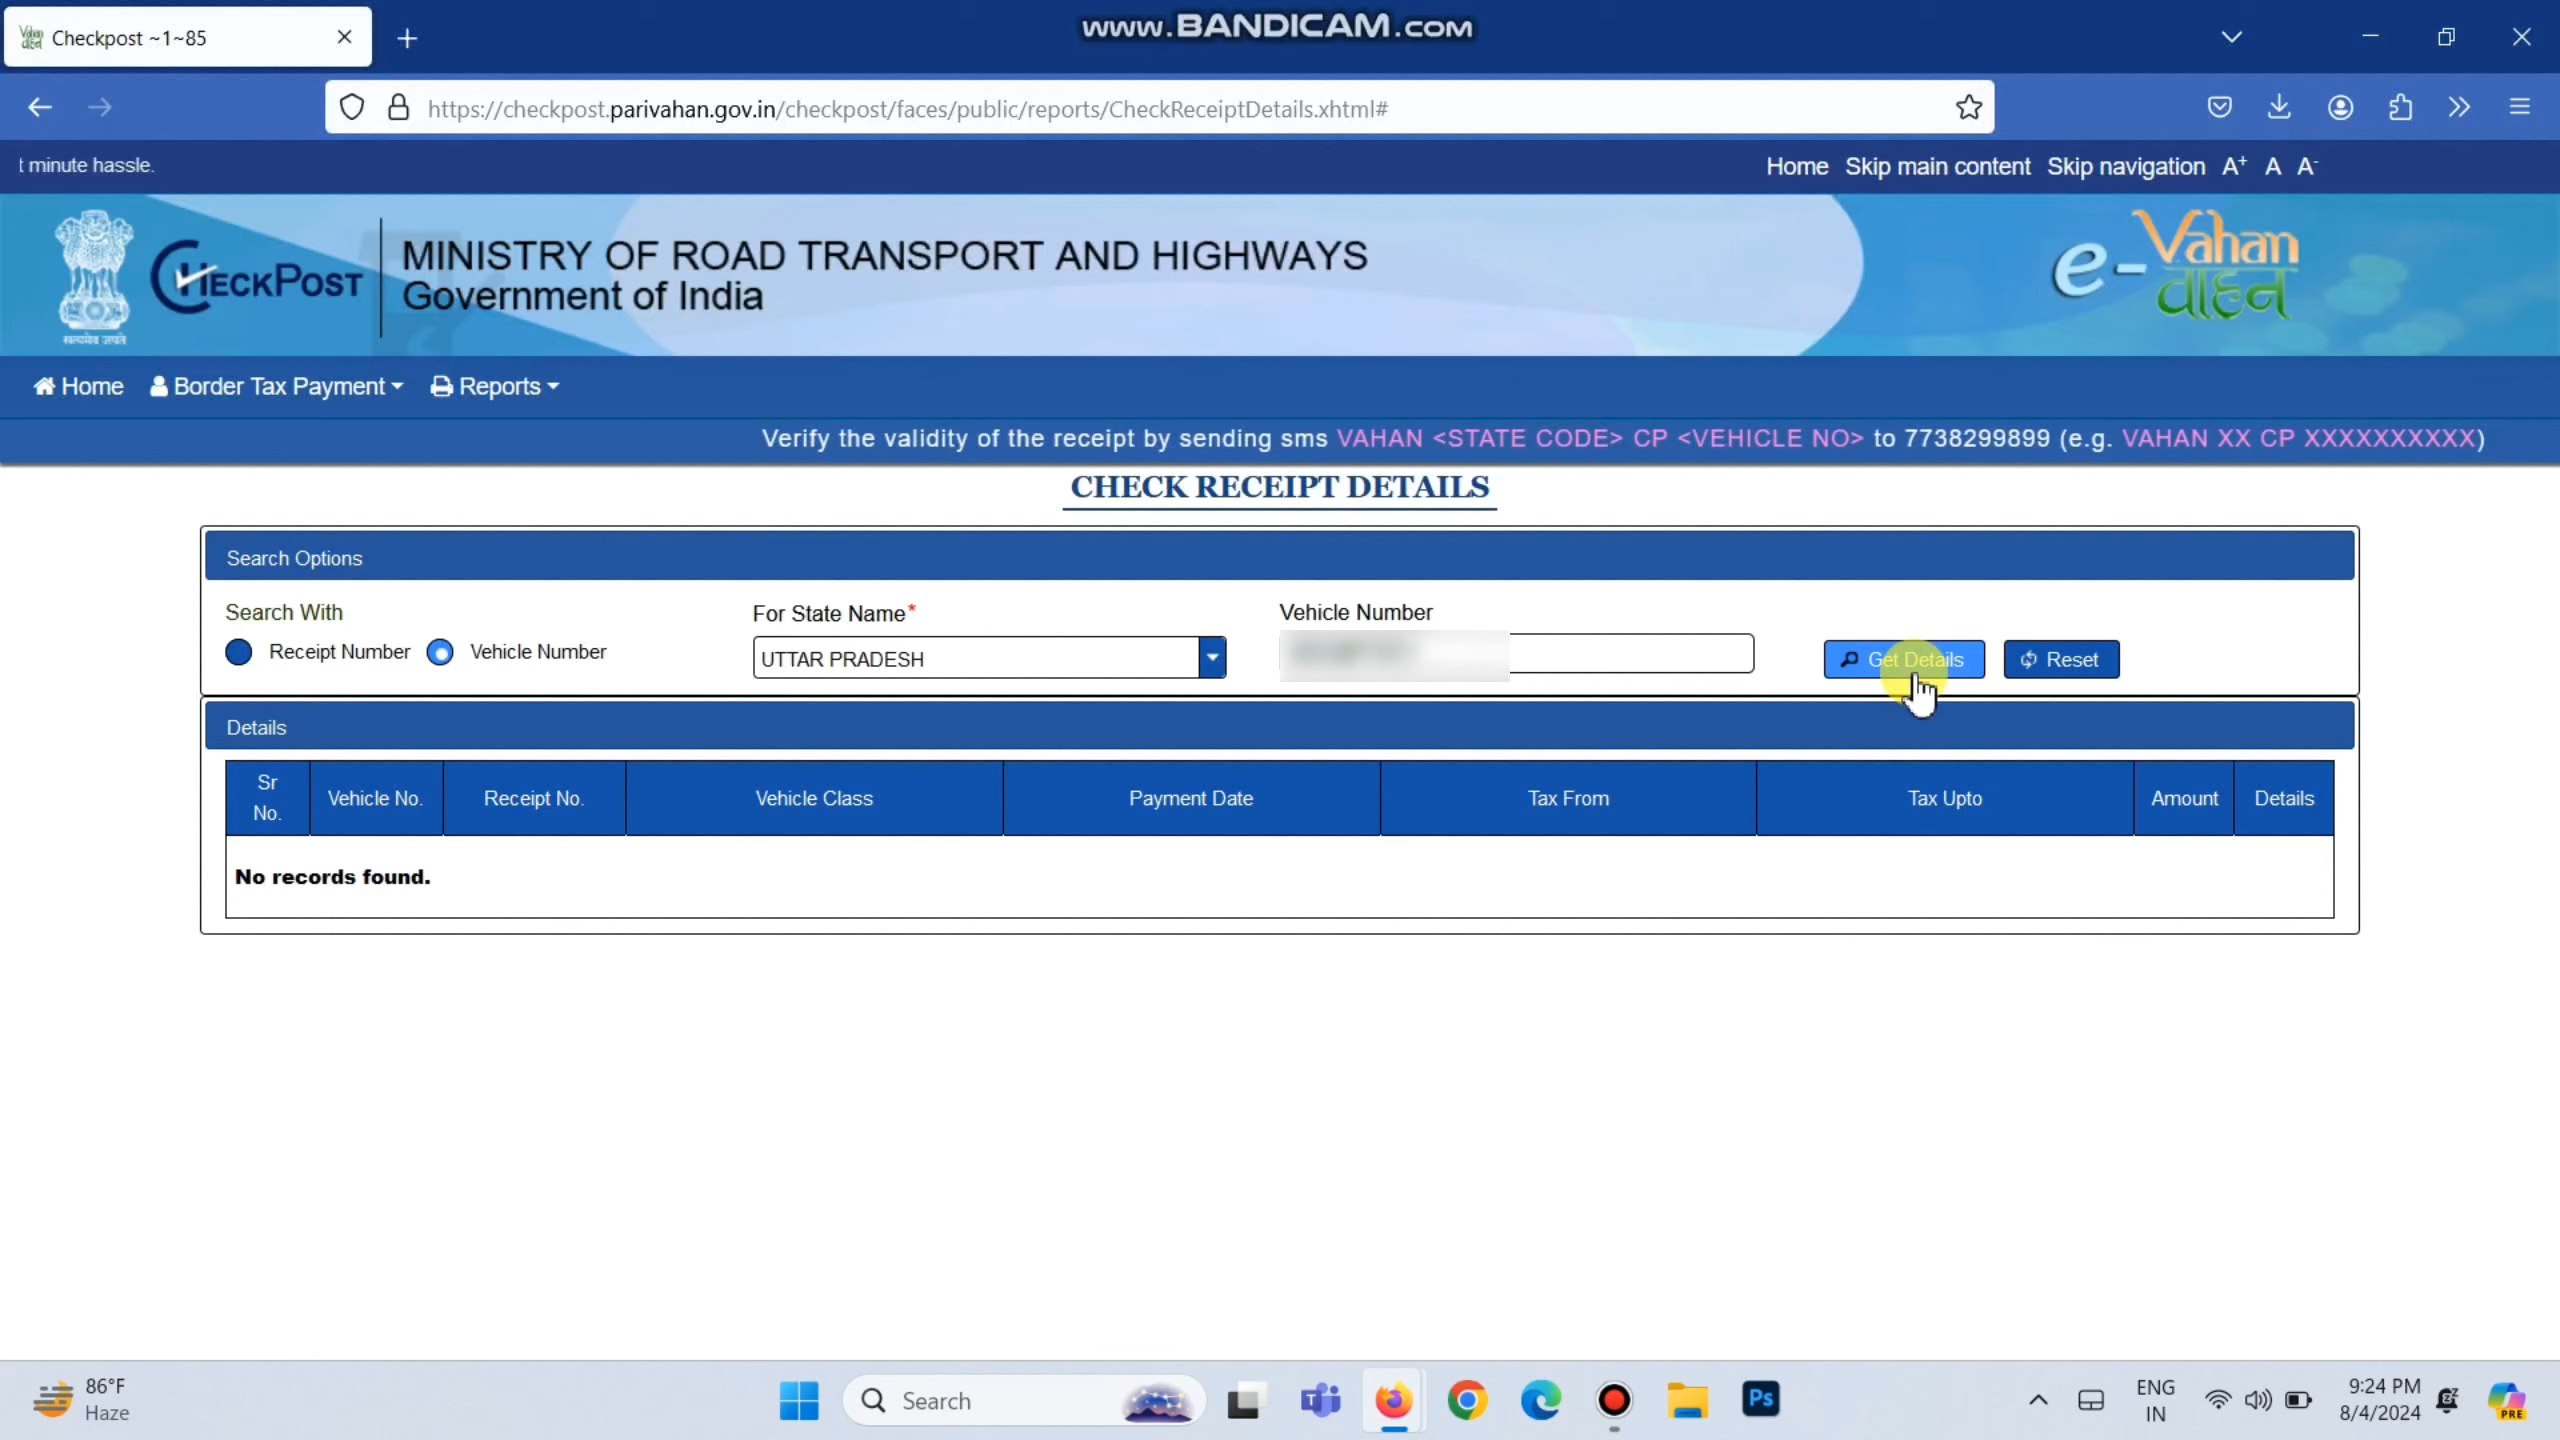 Checkpost ~1~85
www.BANDICAM.com
https://checkpost.parivahan.gov.in/checkpost/faces/public/reports/CheckReceiptDetails.xhtml#
t minute hassle.
Home Skip main content Skip navigation A+ A A-
सत्यमेव जयते
CHECKPOST
MINISTRY OF ROAD TRANSPORT AND HIGHWAYS
Government of India
e-Vahan
वाहन
Home Border Tax Payment Reports
Verify the validity of the receipt by sending sms VAHAN <STATE CODE> CP <VEHICLE NO> to 7738299899 (e.g. VAHAN XX CP XXXXXXXXXX)
CHECK RECEIPT DETAILS
Search Options
Search With For State Name* Vehicle Number
Receipt Number Vehicle Number UTTAR PRADESH Get Details Reset
Details
Sr No. Vehicle No. Receipt No. Vehicle Class Payment Date Tax From Tax Upto Amount Details
No records found.
86°F
Haze
Search
Ps
ENG
IN
9:24 PM
8/4/2024
PRE